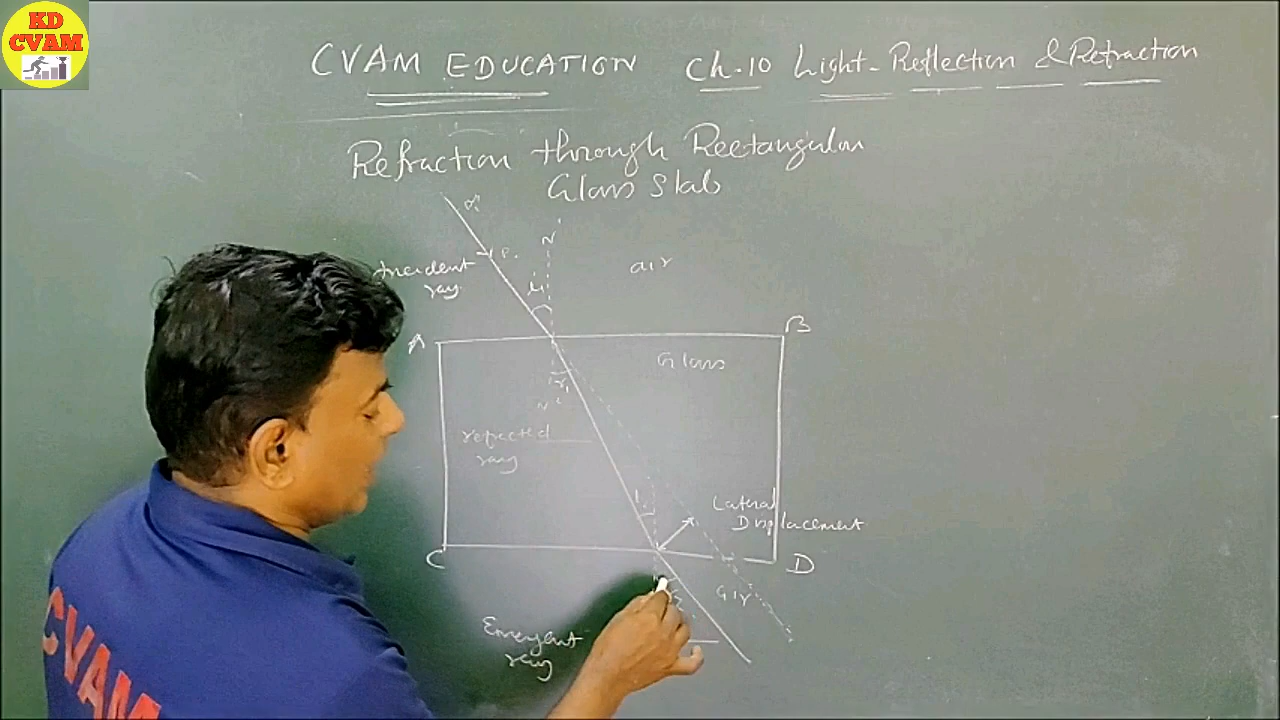 KD
CVAM
CVAM EDUCATION Ch.10 Light-Reflection & Refraction
Refraction through Rectangular
Glass Slab
N'
P.
Incident
ray
i
air
A
B
Glass
r1
refracted
ray
Lateral
Displacement
C
D
air
Emergent
ray
CVAM